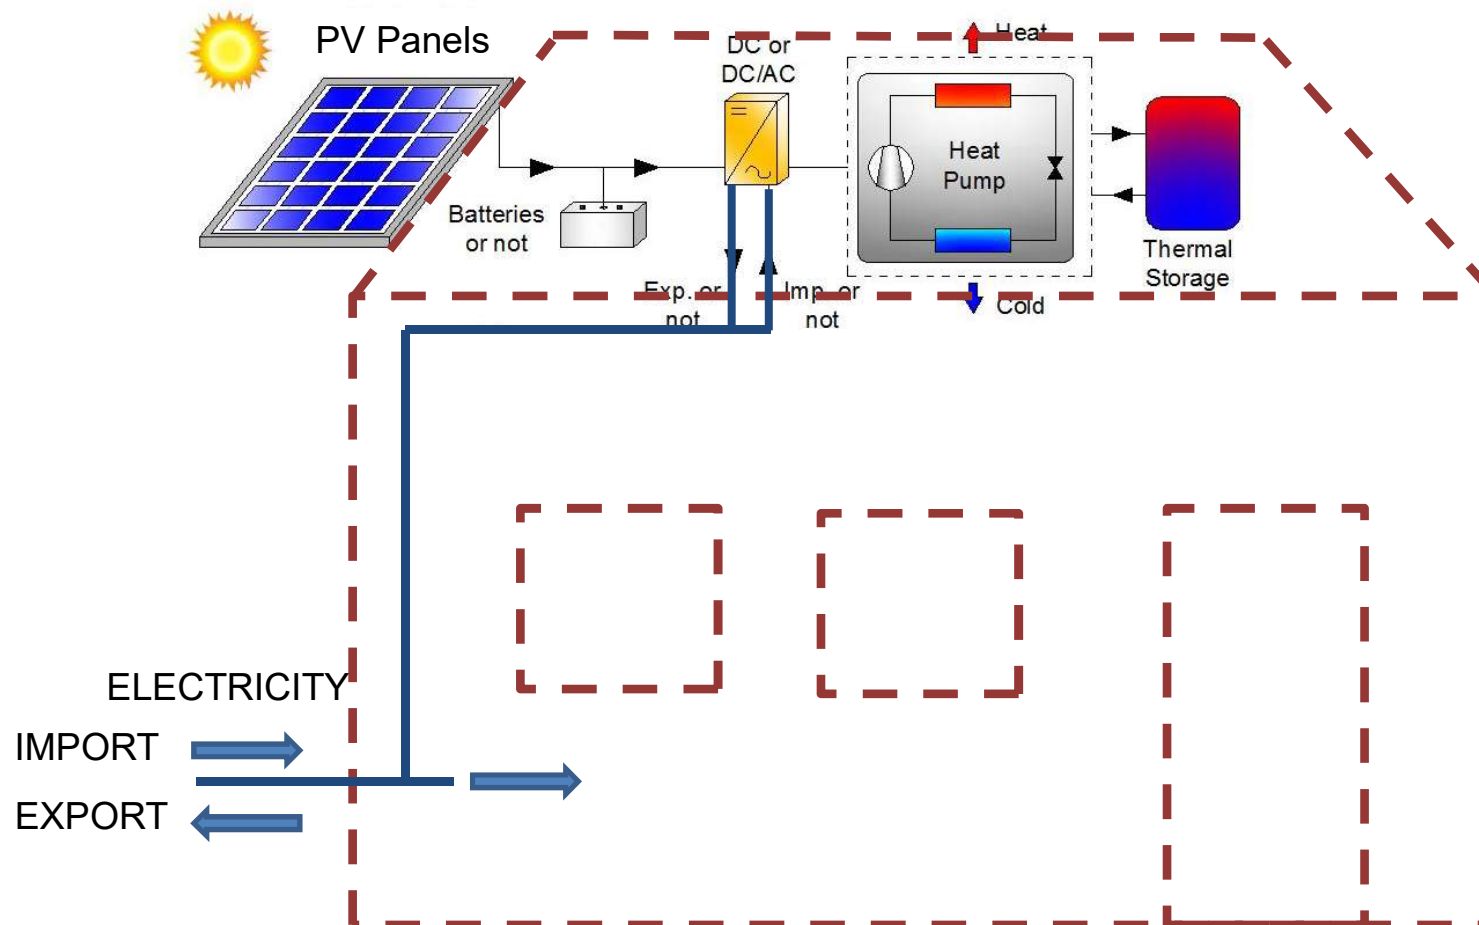 PV Panels
DC or
DC/AC
Heat
Heat
Pump
Batteries
or not
Thermal
Storage
Exp. or
not
Imp. or
not
Cold
ELECTRICITY
IMPORT
EXPORT